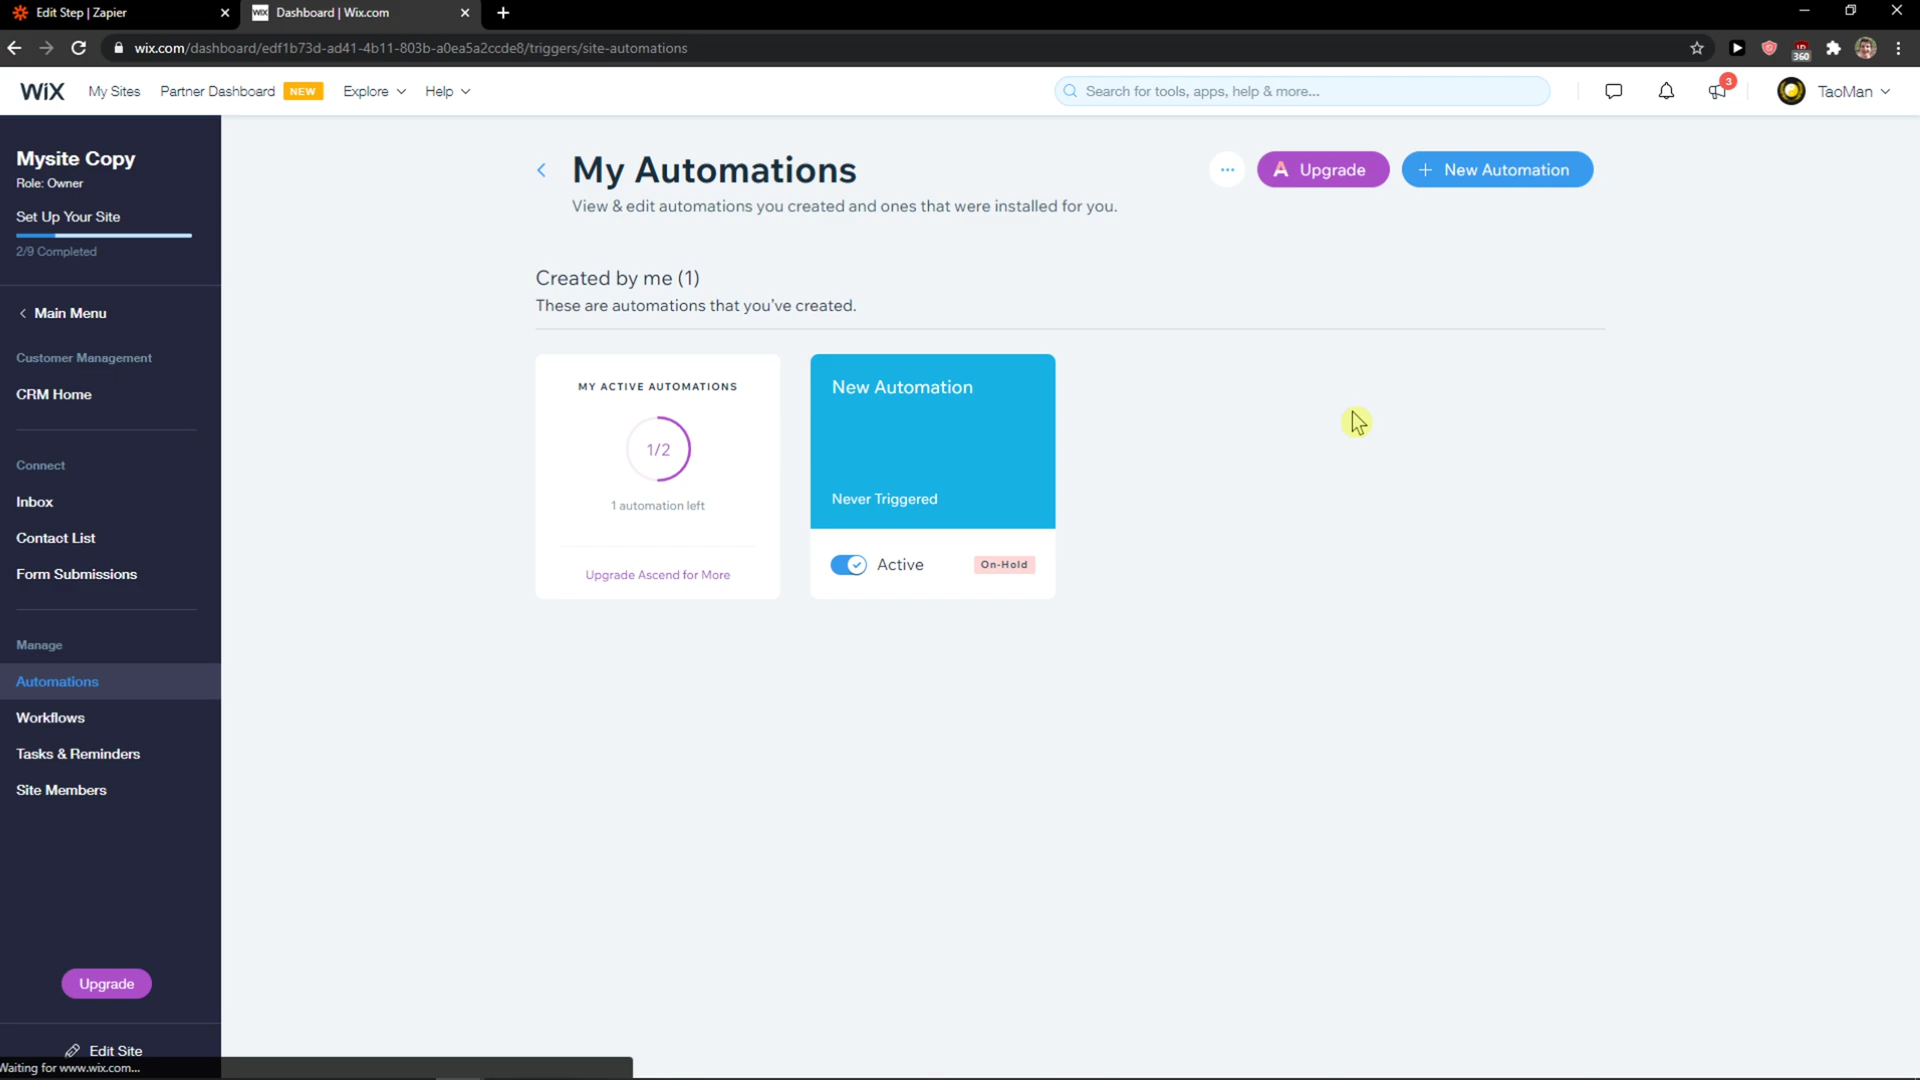 Edit Step | Zapier
WIX Dashboard | Wix.com
wix.com/dashboard/edf1b73d-ad41-4b11-803b-a0ea5a2ccde8/triggers/site-automations
360
WIX My Sites Partner Dashboard NEW Explore Help Search for tools, apps, help & more... 3 TaoMan
Mysite Copy
Role: Owner
Set Up Your Site
2/9 Completed
Main Menu
Customer Management
CRM Home
Connect
Inbox
Contact List
Form Submissions
Manage
Automations
Workflows
Tasks & Reminders
Site Members
Upgrade
Edit Site
Waiting for www.wix.com...
My Automations
... A Upgrade + New Automation
View & edit automations you created and ones that were installed for you.
Created by me (1)
These are automations that you've created.
MY ACTIVE AUTOMATIONS
1/2
1 automation left
Upgrade Ascend for More
New Automation
Never Triggered
Active On-Hold